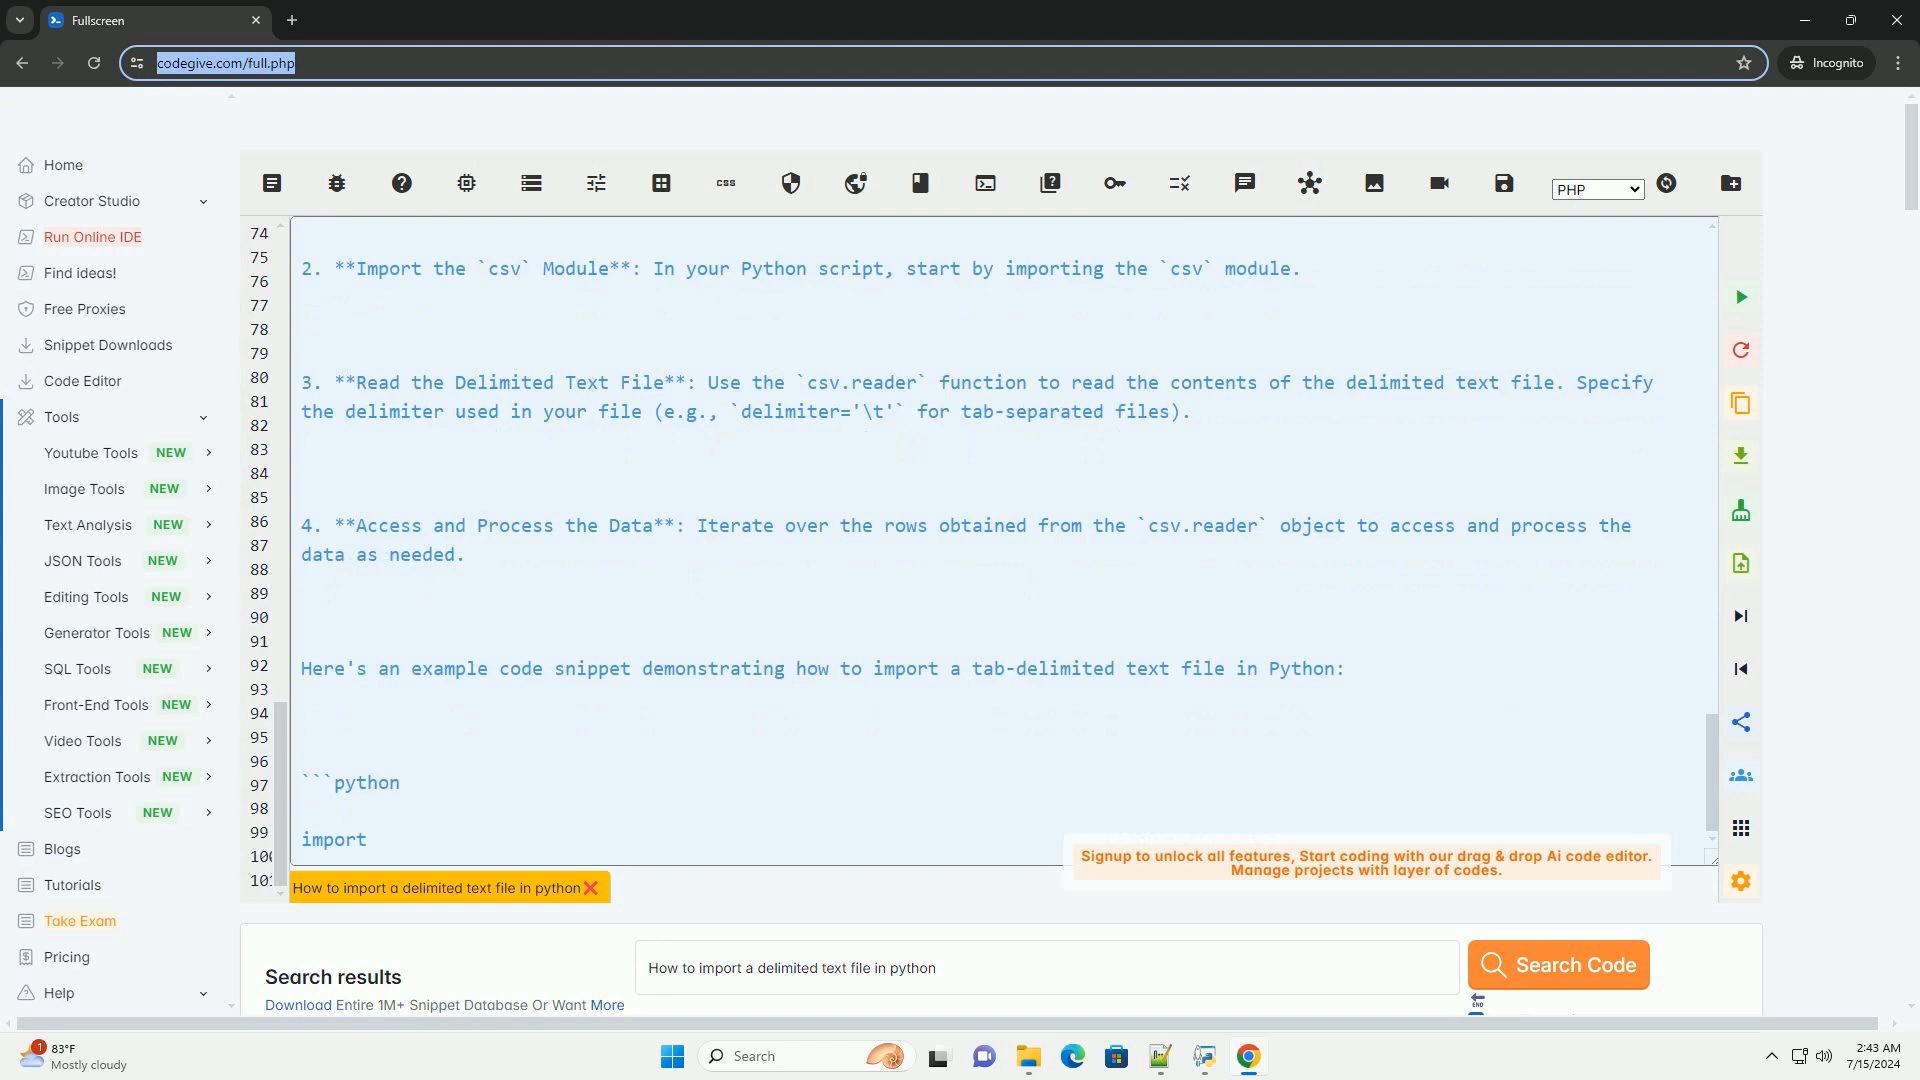 Fullscreen
codegive.com/full.php
Incognito
Home
Creator Studio
Run Online IDE
Find ideas!
Free Proxies
Snippet Downloads
Code Editor
Tools
Youtube Tools NEW
Image Tools NEW
Text Analysis NEW
JSON Tools NEW
Editing Tools NEW
Generator Tools NEW
SQL Tools NEW
Front-End Tools NEW
Video Tools NEW
Extraction Tools NEW
SEO Tools NEW
Blogs
Tutorials
Take Exam
Pricing
Help
css
PHP
74
75
76
77
78
79
80
81
82
83
84
85
86
87
88
89
90
91
92
93
94
95
96
97
98
99
2. **Import the `csv` Module**: In your Python script, start by importing the `csv` module.
3. **Read the Delimited Text File**: Use the `csv.reader` function to read the contents of the delimited text file. Specify
the delimiter used in your file (e.g., `delimiter='\t'` for tab-separated files).
4. **Access and Process the Data**: Iterate over the rows obtained from the `csv.reader` object to access and process the
data as needed.
Here's an example code snippet demonstrating how to import a tab-delimited text file in Python:
```python
import
Signup to unlock all features, Start coding with our drag & drop Ai code editor.
Manage projects with layer of codes.
How to import a delimited text file in python
Search results
Download Entire 1M+ Snippet Database Or Want More
How to import a delimited text file in python
Search Code
END
1
83°F
Mostly cloudy
Search
2:43 AM
7/15/2024